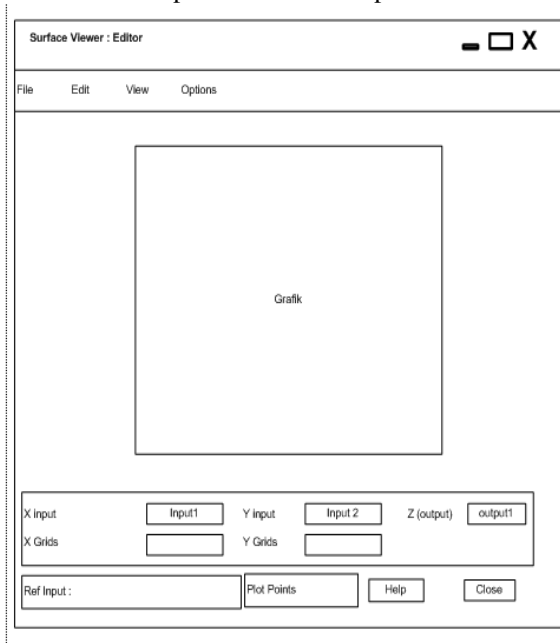 Surface Viewer : Editor X
File Edit View Options
Grafik
X input Input1 Y input Input 2 Z (output) output1
X Grids Y Grids
Ref Input : Plot Points Help Close